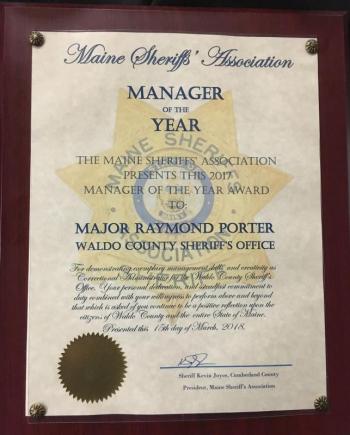 Maine Sheriffs' Association
MANAGER
OF THE
YEAR
THE MAINE SHERIFFS' ASSOCIATION
PRESENTS THIS 2017
MANAGER OF THE YEAR AWARD
TO:
MAJOR RAYMOND PORTER
WALDO COUNTY SHERIFF'S OFFICE
For demonstrating exemplary management skills and creativity as
Correctional Administrator for the Waldo County Sheriff's
Office. Your personal dedication, and steadfast commitment to
duty combined with your willingness to perform above and beyond
that which is asked of you continue to be a positive reflection upon the
citizens of Waldo County and the entire State of Maine.
Presented this 15th day of March, 2018.
Sheriff Kevin Joyce, Cumberland County
President, Maine Sheriff's Association
MAINE SHERIFFS
ASSOCIATION